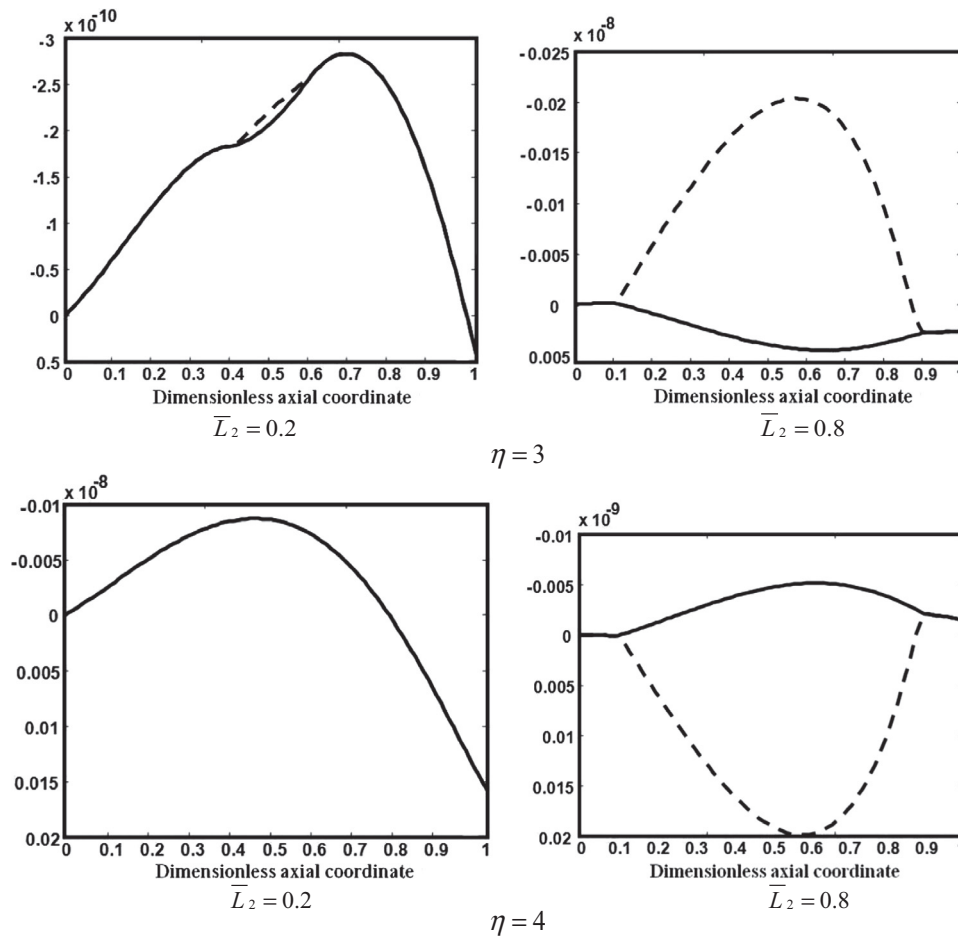 x 10⁻¹⁰
-3
-2.5
-2
-1.5
-1
-0.5
0
0.5
0 0.1 0.2 0.3 0.4 0.5 0.6 0.7 0.8 0.9 1
Dimensionless axial coordinate
L̅₂ = 0.2
x 10⁻⁸
-0.025
-0.02
-0.015
-0.01
-0.005
0
0.005
0 0.1 0.2 0.3 0.4 0.5 0.6 0.7 0.8 0.9 1
Dimensionless axial coordinate
L̅₂ = 0.8
η = 3
x 10⁻⁸
-0.01
-0.005
0
0.005
0.01
0.015
0.02
0 0.1 0.2 0.3 0.4 0.5 0.6 0.7 0.8 0.9 1
Dimensionless axial coordinate
L̅₂ = 0.2
x 10⁻⁹
-0.01
-0.005
0
0.005
0.01
0.02
0 0.1 0.2 0.3 0.4 0.5 0.6 0.7 0.8 0.9 1
Dimensionless axial coordinate
L̅₂ = 0.8
η = 4